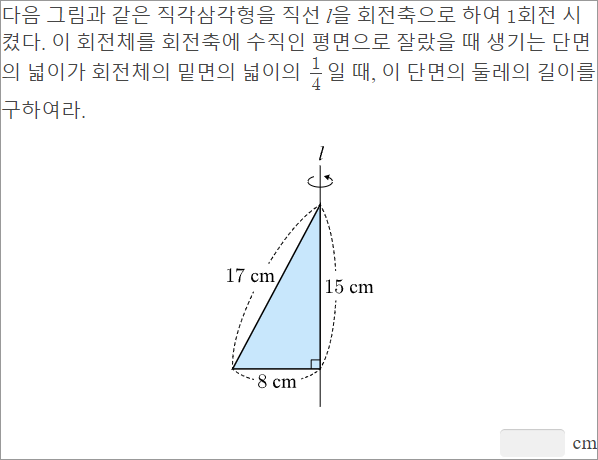 다음 그림과 같은 직각삼각형을 직선 l을 회전축으로 하여 1회전 시
켰다. 이 회전체를 회전축에 수직인 평면으로 잘랐을 때 생기는 단면
의 넓이가 회전체의 밑면의 넓이의 1/4일 때, 이 단면의 둘레의 길이를
구하여라.
l
17 cm
15 cm
8 cm
cm